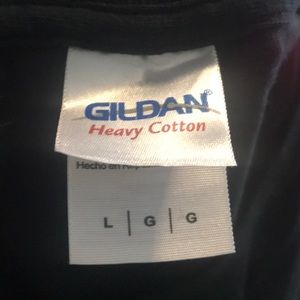 GILDAN
Heavy Cotton
Hecho en
L | G | G